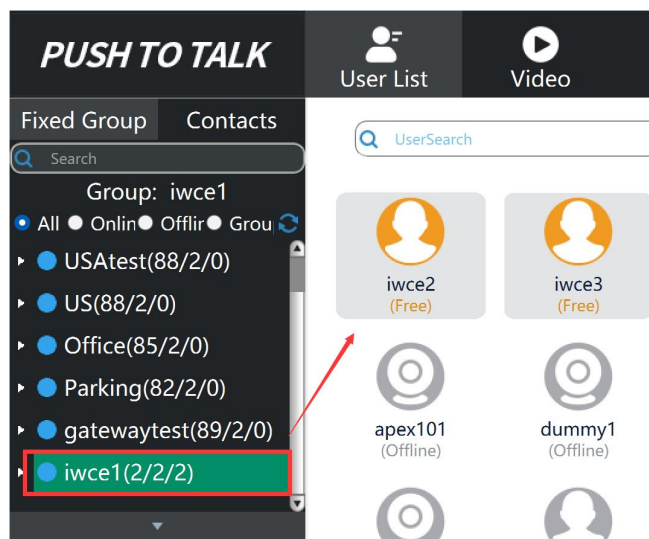 PUSH TO TALK
User List
Video
Fixed Group
Contacts
Search
UserSearch
Group: iwce1
All Onlin Offlir Grou
USAtest(88/2/0)
US(88/2/0)
Office(85/2/0)
Parking(82/2/0)
gatewaytest(89/2/0)
iwce1(2/2/2)
iwce2
(Free)
iwce3
(Free)
apex101
(Offline)
dummy1
(Offline)